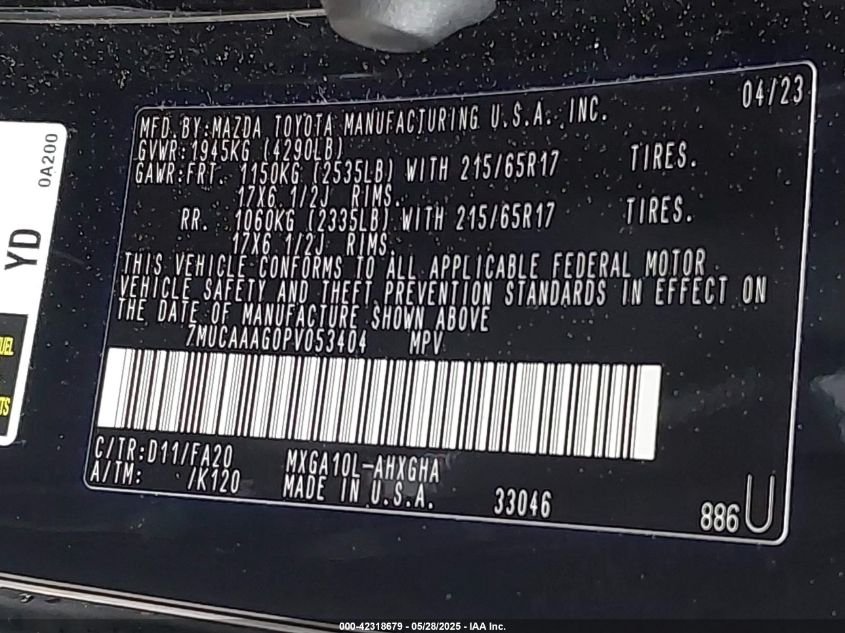 04/23
MFD. BY:MAZDA TOYOTA MANUFACTURING U.S.A. INC.
GVWR:1945KG (4290LB)
GAWR:FRT. 1150KG (2535LB) WITH 215/65R17 TIRES.
17X6 1/2J RIMS.
RR. 1060KG (2335LB) WITH 215/65R17 TIRES.
17X6 1/2J RIMS.
THIS VEHICLE CONFORMS TO ALL APPLICABLE FEDERAL MOTOR
VEHICLE SAFETY AND THEFT PREVENTION STANDARDS IN EFFECT ON
THE DATE OF MANUFACTURE SHOWN ABOVE
7MUCAAAG0PV053404 MPV
C/TR:D11/FA20 MXGA10L-AHXGHA
A/TM: /K120 MADE IN U.S.A. 33046
886 U
0A200
YD
000-42318679 - 05/28/2025 - IAA Inc.